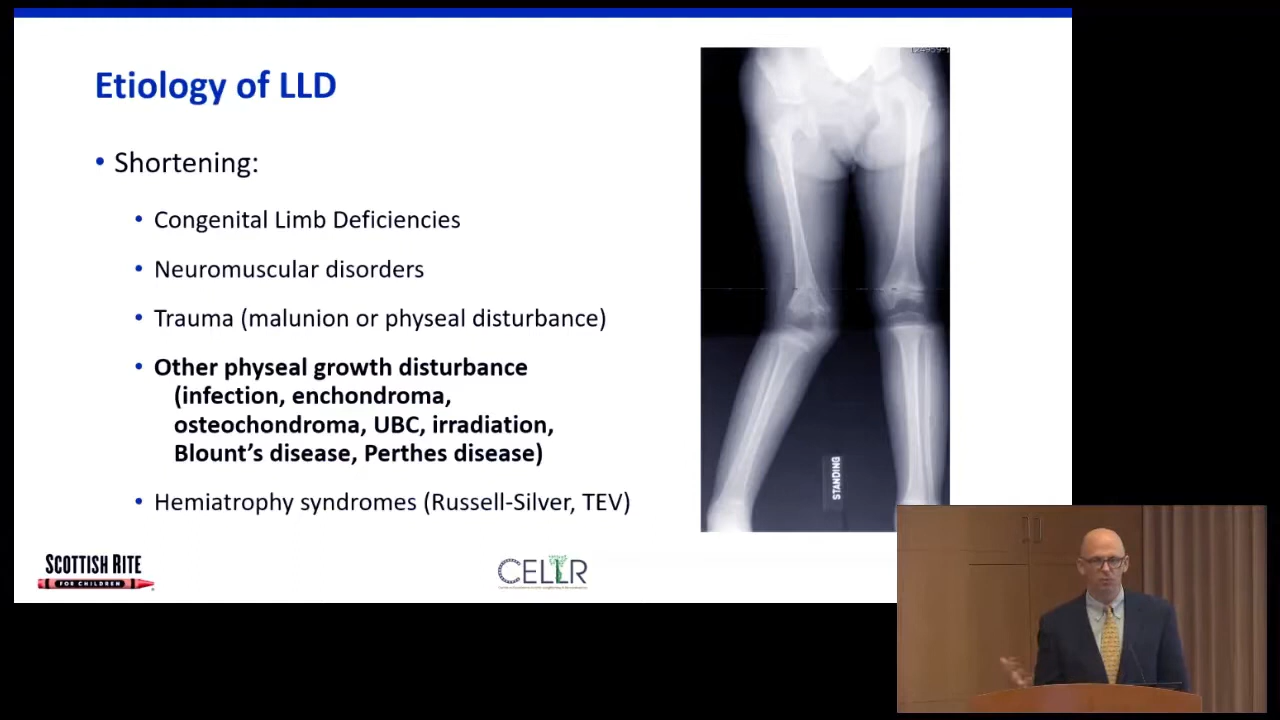 Etiology of LLD
• Shortening:
• Congenital Limb Deficiencies
• Neuromuscular disorders
• Trauma (malunion or physeal disturbance)
• Other physeal growth disturbance
(infection, enchondroma,
osteochondroma, UBC, irradiation,
Blount’s disease, Perthes disease)
• Hemiatrophy syndromes (Russell-Silver, TEV)
STANDING
SCOTTISH RITE
FOR CHILDREN
CELLR